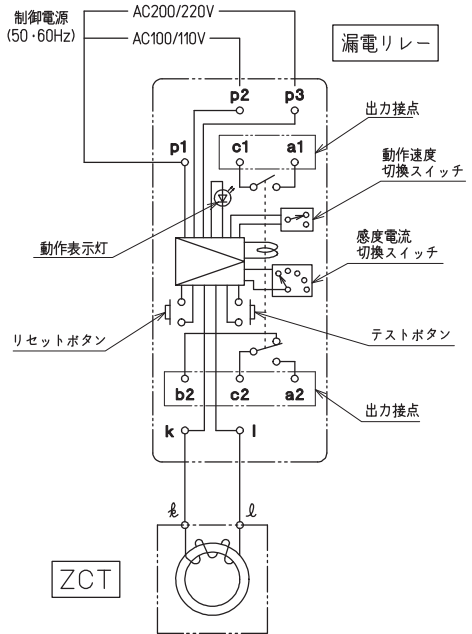 制御電源
(50・60Hz)
AC200/220V
AC100/110V
漏電リレー
p2
p3
出力接点
p1
c1
a1
動作速度
切換スイッチ
動作表示灯
感度電流
切換スイッチ
リセットボタン
テストボタン
b2
c2
a2
出力接点
k
l
k
l
ZCT